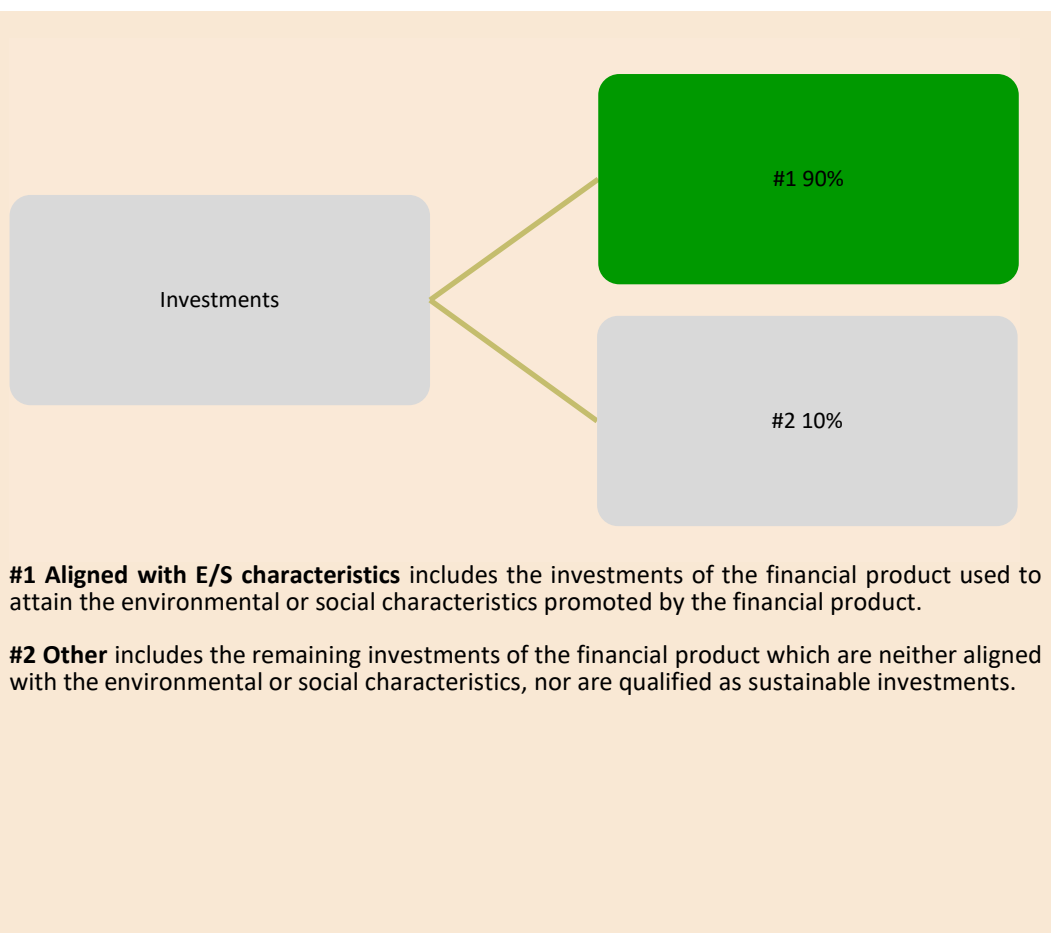 #1 90%
Investments
#2 10%
#1 Aligned with E/S characteristics includes the investments of the financial product used to
attain the environmental or social characteristics promoted by the financial product.
#2 Other includes the remaining investments of the financial product which are neither aligned
with the environmental or social characteristics, nor are qualified as sustainable investments.